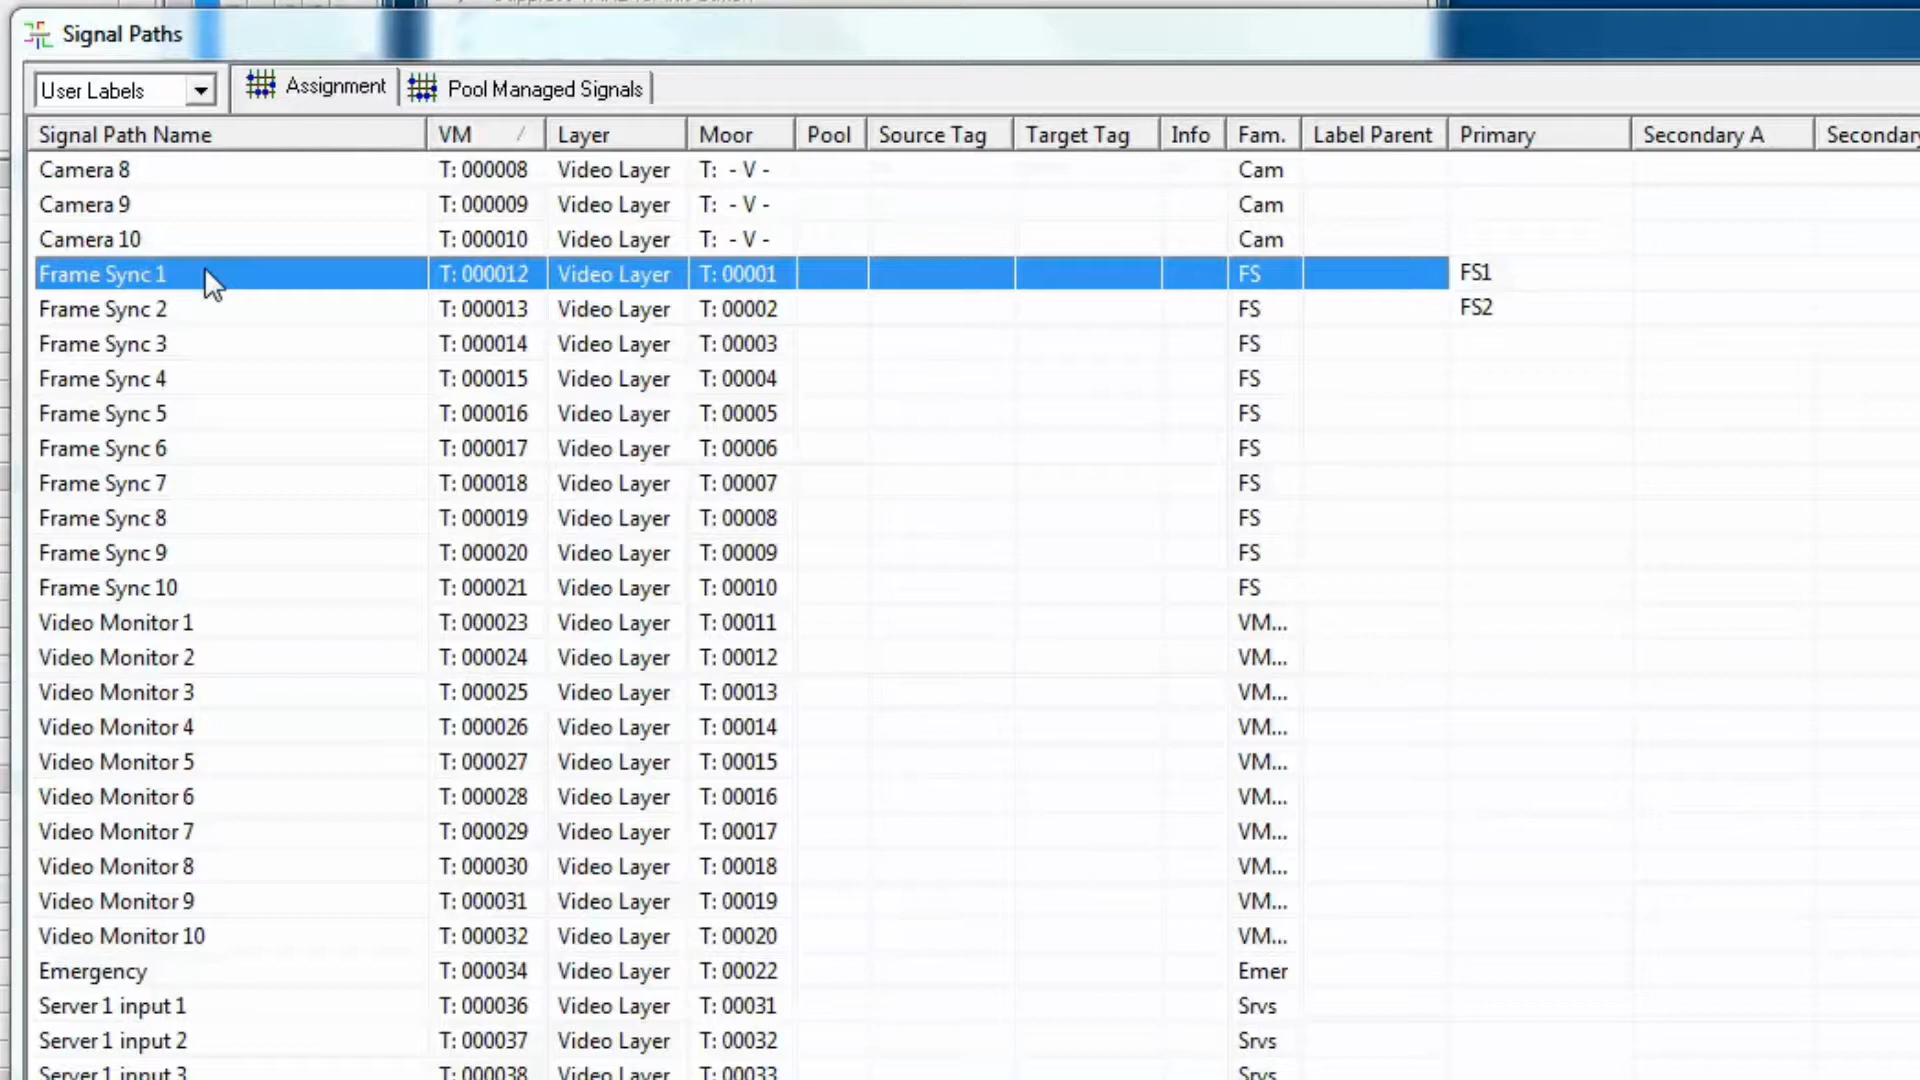 Signal Paths
User Labels Assignment Pool Managed Signals
Signal Path Name VM / Layer Moor Pool Source Tag Target Tag Info Fam. Label Parent Primary Secondary A Secondary
Camera 8 T: 000008 Video Layer T: - V - Cam
Camera 9 T: 000009 Video Layer T: - V - Cam
Camera 10 T: 000010 Video Layer T: - V - Cam
Frame Sync 1 T: 000012 Video Layer T: 00001 FS FS1
Frame Sync 2 T: 000013 Video Layer T: 00002 FS FS2
Frame Sync 3 T: 000014 Video Layer T: 00003 FS
Frame Sync 4 T: 000015 Video Layer T: 00004 FS
Frame Sync 5 T: 000016 Video Layer T: 00005 FS
Frame Sync 6 T: 000017 Video Layer T: 00006 FS
Frame Sync 7 T: 000018 Video Layer T: 00007 FS
Frame Sync 8 T: 000019 Video Layer T: 00008 FS
Frame Sync 9 T: 000020 Video Layer T: 00009 FS
Frame Sync 10 T: 000021 Video Layer T: 00010 FS
Video Monitor 1 T: 000023 Video Layer T: 00011 VM...
Video Monitor 2 T: 000024 Video Layer T: 00012 VM...
Video Monitor 3 T: 000025 Video Layer T: 00013 VM...
Video Monitor 4 T: 000026 Video Layer T: 00014 VM...
Video Monitor 5 T: 000027 Video Layer T: 00015 VM...
Video Monitor 6 T: 000028 Video Layer T: 00016 VM...
Video Monitor 7 T: 000029 Video Layer T: 00017 VM...
Video Monitor 8 T: 000030 Video Layer T: 00018 VM...
Video Monitor 9 T: 000031 Video Layer T: 00019 VM...
Video Monitor 10 T: 000032 Video Layer T: 00020 VM...
Emergency T: 000034 Video Layer T: 00022 Emer
Server 1 input 1 T: 000036 Video Layer T: 00031 Srvs
Server 1 input 2 T: 000037 Video Layer T: 00032 Srvs
Server 1 input 3 T: 000038 Video Layer T: 00033 Srvs